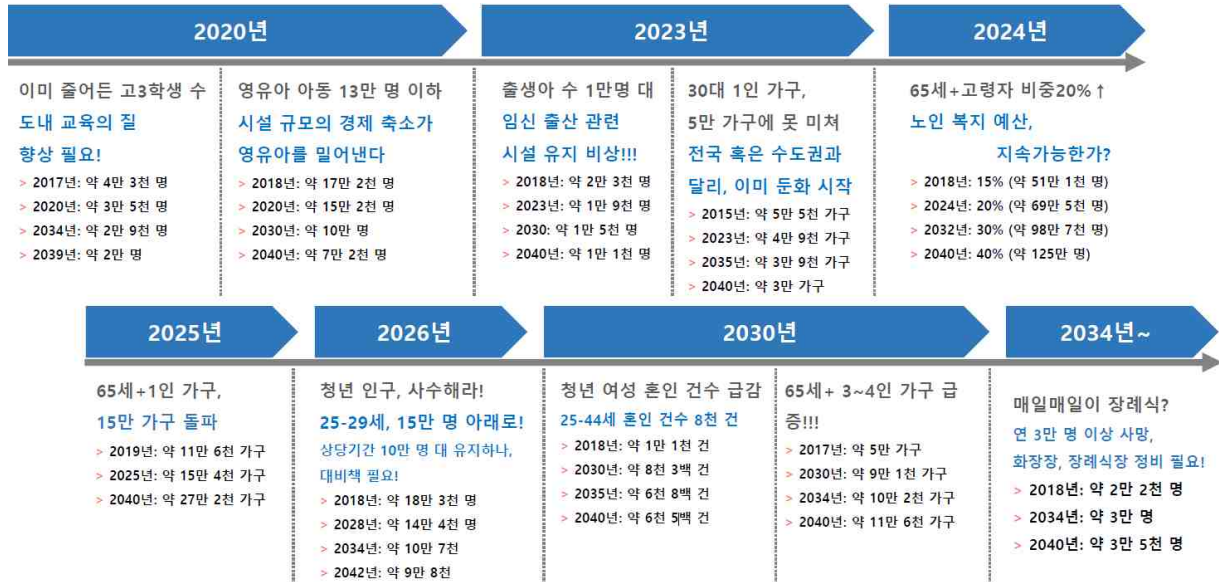 2020년
2023년
2024년
이미 줄어든 고3학생 수
도내 교육의 질
향상 필요!
> 2017년: 약 4만 3천 명
> 2020년: 약 3만 5천 명
> 2034년: 약 2만 9천 명
> 2039년: 약 2만 명
영유아 아동 13만 명 이하
시설 규모의 경제 축소가
영유아를 밀어낸다
> 2018년: 약 17만 2천 명
> 2020년: 약 15만 2천 명
> 2030년: 약 10만 명
> 2040년: 약 7만 2천 명
출생아 수 1만명 대
임신 출산 관련
시설 유지 비상!!!
> 2018년: 약 2만 3천 명
> 2023년: 약 1만 9천 명
> 2030: 약 1만 5천 명
> 2040년: 약 1만 1천 명
30대 1인 가구,
5만 가구에 못 미쳐
전국 혹은 수도권과
달리, 이미 둔화 시작
> 2015년: 약 5만 5천 가구
> 2023년: 약 4만 9천 가구
> 2035년: 약 3만 9천 가구
> 2040년: 약 3만 가구
65세+고령자 비중20%↑
노인 복지 예산,
지속가능한가?
> 2018년: 15% (약 51만 1천 명)
> 2024년: 20% (약 69만 5천 명)
> 2032년: 30% (약 98만 7천 명)
> 2040년: 40% (약 125만 명)
2025년
2026년
2030년
2034년~
65세+1인 가구,
15만 가구 돌파
> 2019년: 약 11만 6천 가구
> 2025년: 약 15만 4천 가구
> 2040년: 약 27만 2천 가구
청년 인구, 사수해라!
25-29세, 15만 명 아래로!
상당기간 10만 명 대 유지하나,
대비책 필요!
> 2018년: 약 18만 3천 명
> 2028년: 약 14만 4천 명
> 2034년: 약 10만 7천
> 2042년: 약 9만 8천
청년 여성 혼인 건수 급감
25-44세 혼인 건수 8천 건
> 2018년: 약 1만 1천 건
> 2030년: 약 8천 3백 건
> 2035년: 약 6천 8백 건
> 2040년: 약 6천 5백 건
65세+ 3~4인 가구 급
증!!!
> 2017년: 약 5만 가구
> 2030년: 약 9만 1천 가구
> 2034년: 약 10만 2천 가구
> 2040년: 약 11만 6천 가구
매일매일이 장례식?
연 3만 명 이상 사망,
화장장, 장례식장 정비 필요!
> 2018년: 약 2만 2천 명
> 2034년: 약 3만 명
> 2040년: 약 3만 5천 명